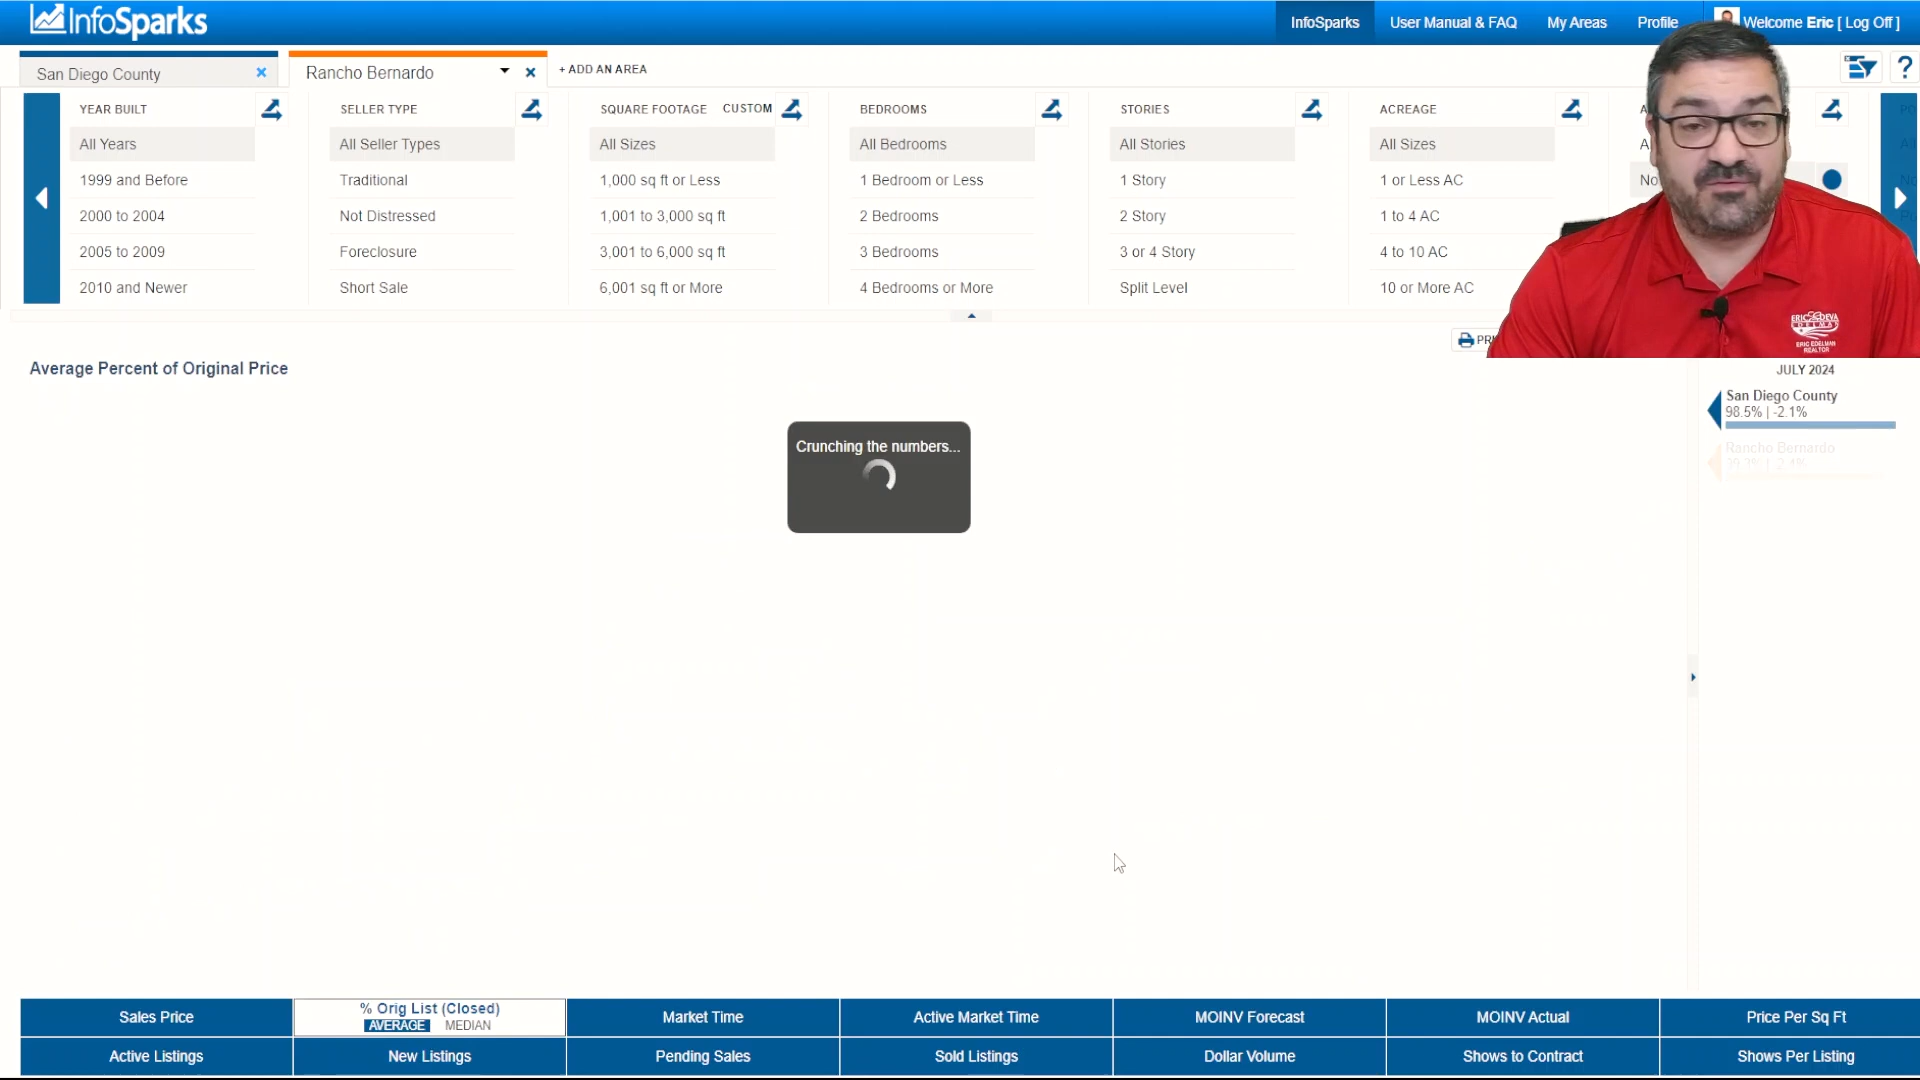 InfoSparks
InfoSparks
User Manual & FAQ
My Areas
Profile
Welcome Eric [ Log Off ]
San Diego County
Rancho Bernardo
+ ADD AN AREA
?
YEAR BUILT
All Years
1999 and Before
2000 to 2004
2005 to 2009
2010 and Newer
SELLER TYPE
All Seller Types
Traditional
Not Distressed
Foreclosure
Short Sale
SQUARE FOOTAGE CUSTOM
All Sizes
1,000 sq ft or Less
1,001 to 3,000 sq ft
3,001 to 6,000 sq ft
6,001 sq ft or More
BEDROOMS
All Bedrooms
1 Bedroom or Less
2 Bedrooms
3 Bedrooms
4 Bedrooms or More
STORIES
All Stories
1 Story
2 Story
3 or 4 Story
Split Level
ACREAGE
All Sizes
1 or Less AC
1 to 4 AC
4 to 10 AC
10 or More AC
ERIC EDELMAN
REALTOR
Average Percent of Original Price
Crunching the numbers...
JULY 2024
San Diego County
98.5% | -2.1%
Rancho Bernardo
Sales Price
% Orig List (Closed)
AVERAGE MEDIAN
Market Time
Active Market Time
MOINV Forecast
MOINV Actual
Price Per Sq Ft
Active Listings
New Listings
Pending Sales
Sold Listings
Dollar Volume
Shows to Contract
Shows Per Listing